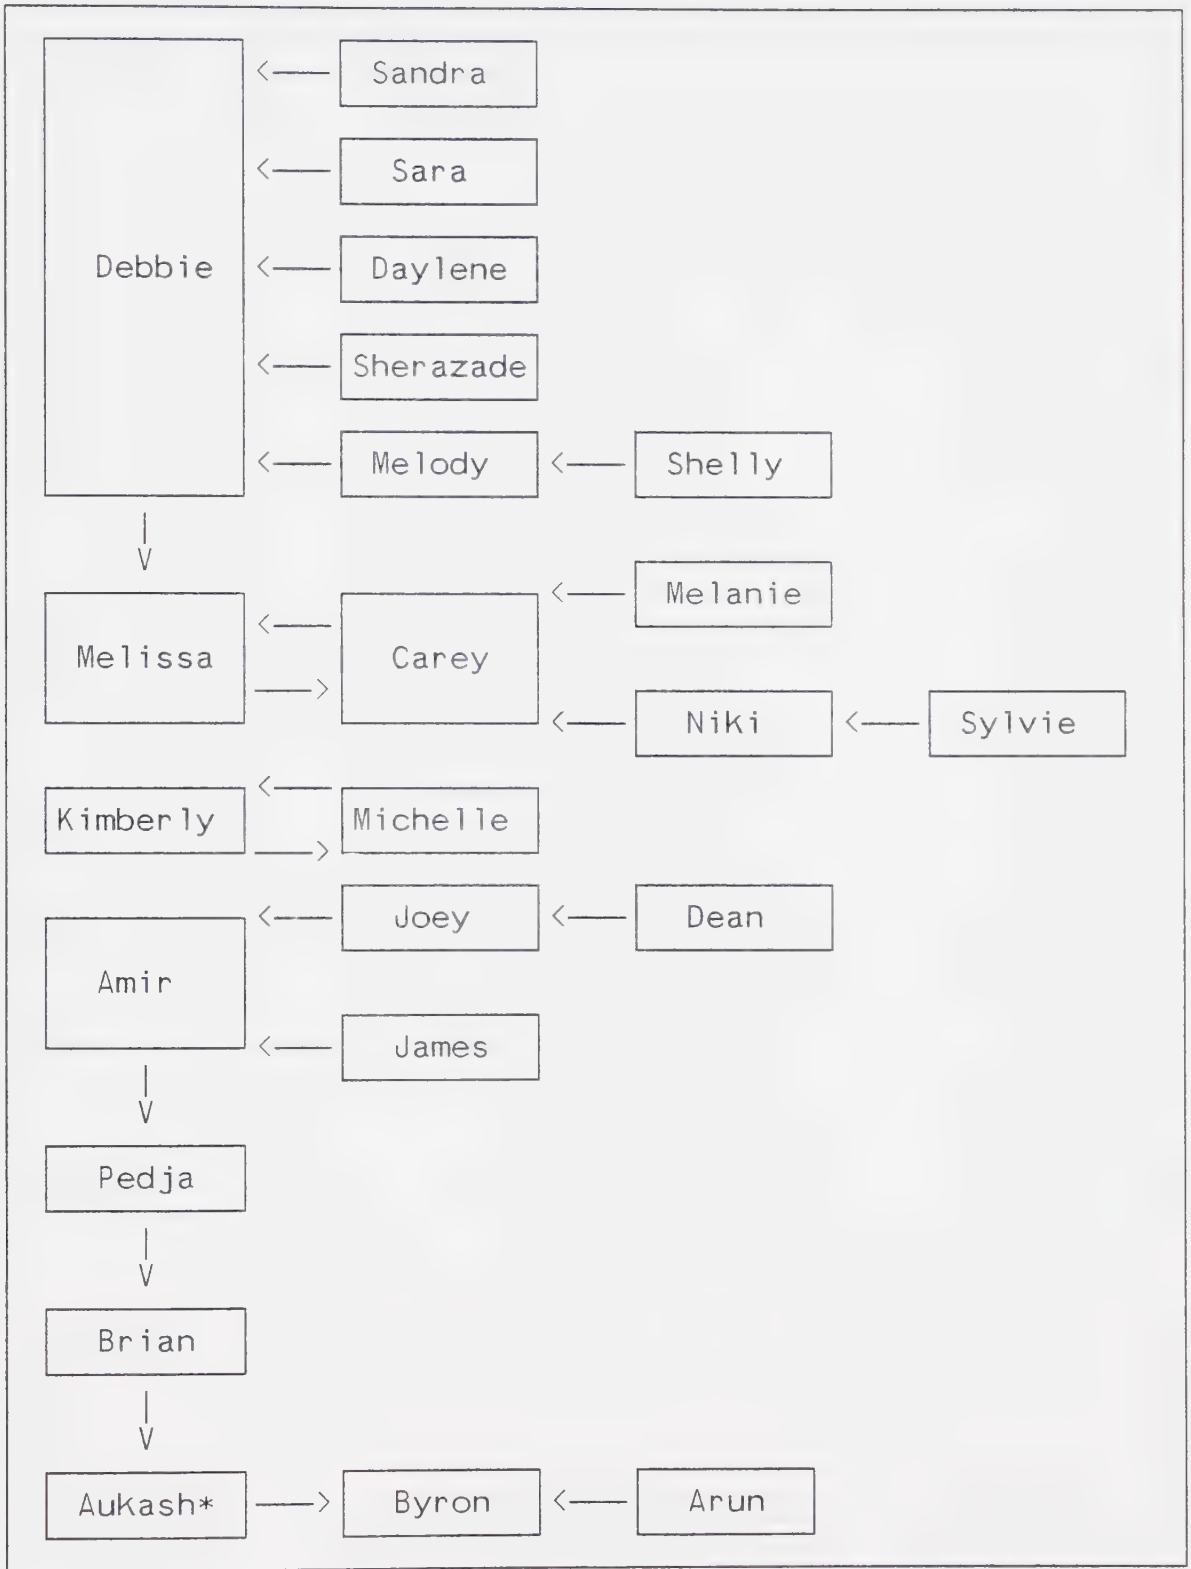 Sandra
Sara
Debbie Daylene
Sherazade
Melody Shelly
Melanie
Melissa Carey
Niki Sylvie
Kimberly Michelle
Joey Dean
Amir
James
Pedja
Brian
Aukash* Byron Arun